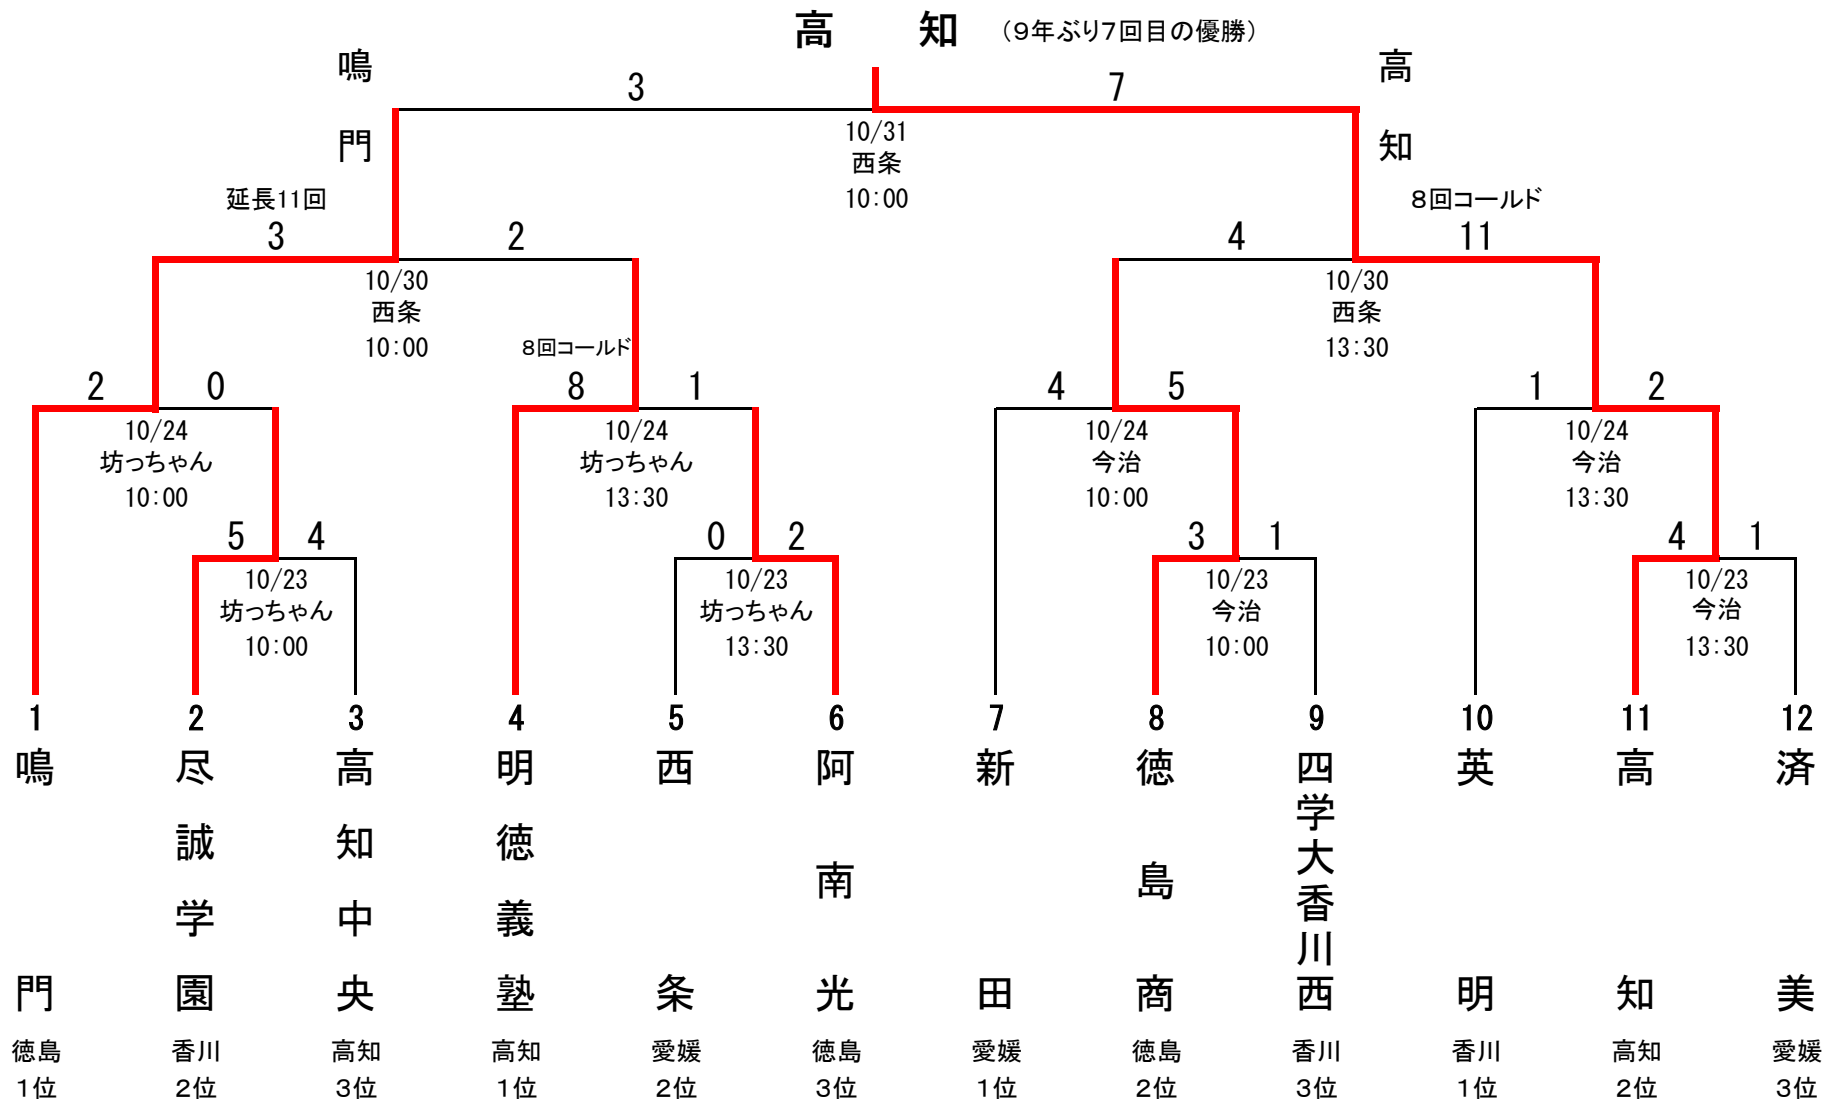 高　知 (9年ぶり7回目の優勝)
鳴門
高知
3
7
10/31
西条
10:00
延長11回
8回コールド
3
2
4
11
10/30
西条
10:00
10/30
西条
13:30
8回コールド
2
0
8
1
4
5
1
2
10/24
坊っちゃん
10:00
10/24
坊っちゃん
13:30
10/24
今治
10:00
10/24
今治
13:30
5
4
0
2
3
1
4
1
10/23
坊っちゃん
10:00
10/23
坊っちゃん
13:30
10/23
今治
10:00
10/23
今治
13:30
1
鳴門
徳島
1位
2
尽誠学園
香川
2位
3
高知中央
高知
3位
4
明徳義塾
高知
1位
5
西条
愛媛
2位
6
阿南光
徳島
3位
7
新田
愛媛
1位
8
徳島商
徳島
2位
9
四学大香川西
香川
3位
10
英明
香川
1位
11
高知
高知
2位
12
済美
愛媛
3位